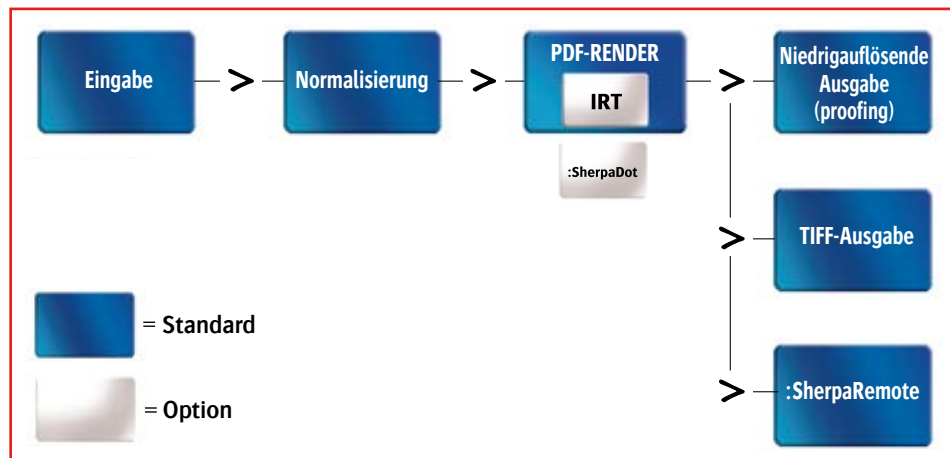 Eingabe
Normalisierung
PDF-RENDER
IRT
:SherpaDot
Niedrigauflösende
Ausgabe
(proofing)
TIFF-Ausgabe
:SherpaRemote
= Standard
= Option